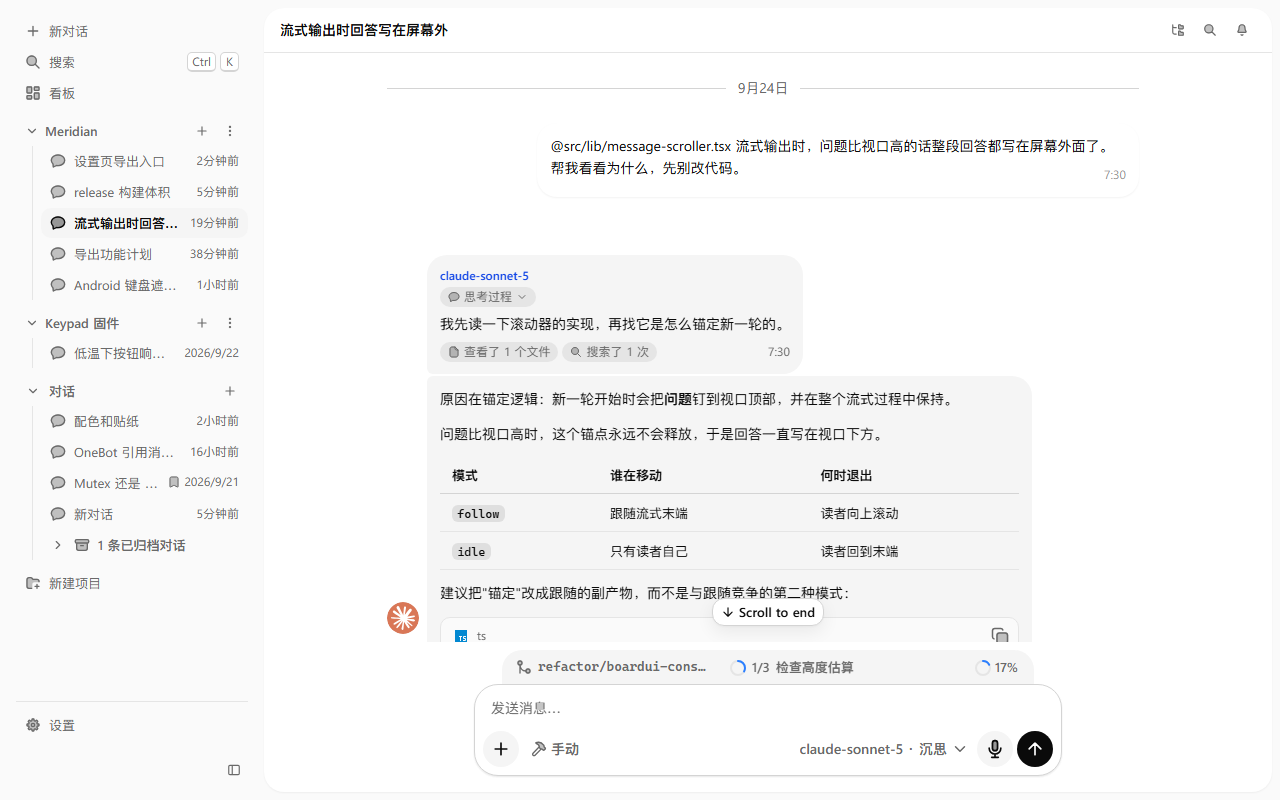 新对话
搜索 Ctrl K
看板
Meridian
设置页导出入口 2分钟前
release 构建体积 5分钟前
流式输出时回答… 19分钟前
导出功能计划 38分钟前
Android 键盘遮… 1小时前
Keypad 固件
低温下按钮响… 2026/9/22
对话
配色和贴纸 2小时前
OneBot 引用消… 16小时前
Mutex 还是 … 2026/9/21
新对话 5分钟前
1 条已归档对话
新建项目
设置
流式输出时回答写在屏幕外
9月24日
@src/lib/message-scroller.tsx 流式输出时，问题比视口高的话整段回答都写在屏幕外面了。
帮我看看为什么，先别改代码。
7:30
claude-sonnet-5
思考过程
我先读一下滚动器的实现，再找它是怎么锚定新一轮的。
查看了 1 个文件 搜索了 1 次 7:30
原因在锚定逻辑：新一轮开始时会把问题钉到视口顶部，并在整个流式过程中保持。
问题比视口高时，这个锚点永远不会释放，于是回答一直写在视口下方。
模式 谁在移动 何时退出
follow 跟随流式末端 读者向上滚动
idle 只有读者自己 读者回到末端
建议把"锚定"改成跟随的副产物，而不是与跟随竞争的第二种模式：
Scroll to end
TS ts
refactor/boardui-cons… 1/3 检查高度估算 17%
发送消息…
手动 claude-sonnet-5 · 沉思